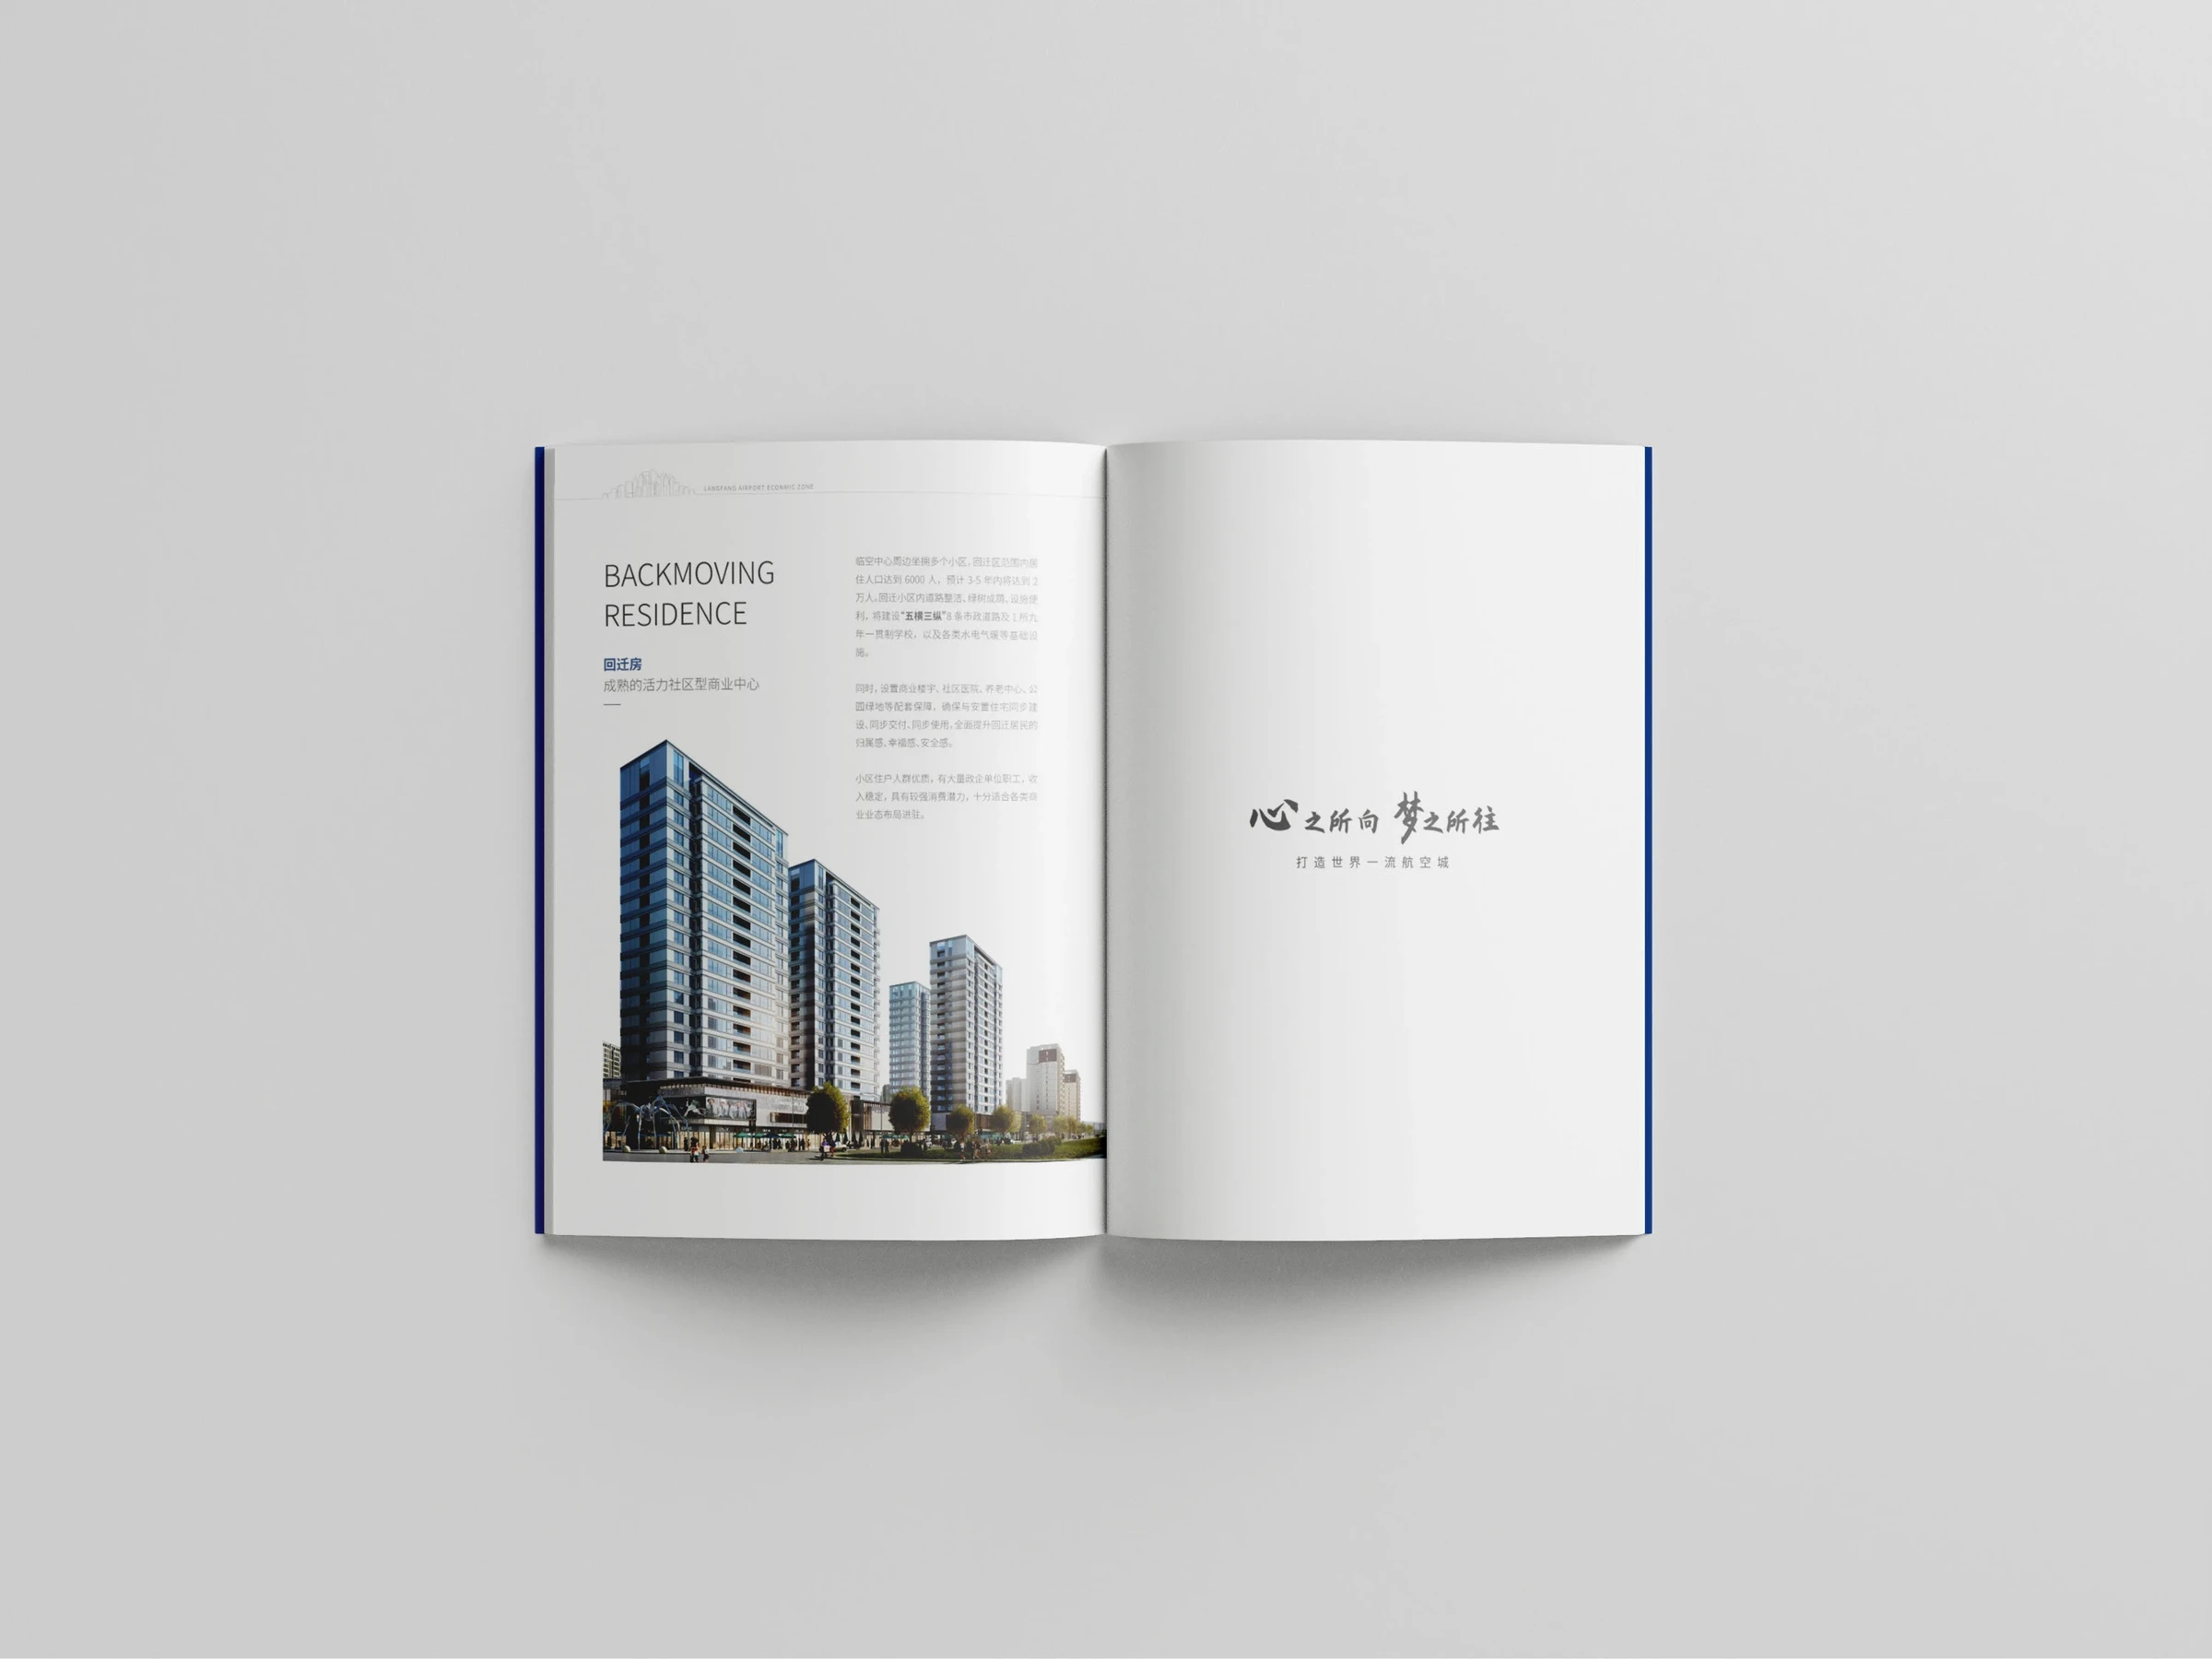 LANGFANG AIRPORT ECONMIC ZONE
BACKMOVING
RESIDENCE
回迁房
成熟的活力社区型商业中心
临空中心周边坐拥多个小区，回迁区范围内居
住人口达到 6000 人，预计 3-5 年内将达到 2
万人。回迁小区内道路整洁、绿树成荫、设施便
利，将建设“五横三纵”8 条市政道路及 1 所九
年一贯制学校，以及各类水电气暖等基础设
施。
同时，设置商业楼宇、社区医院、养老中心、公
园绿地等配套保障，确保与安置住宅同步建
设、同步交付、同步使用，全面提升回迁居民的
归属感、幸福感、安全感。
小区住户人群优质，有大量政企单位职工，收
入稳定，具有较强消费潜力，十分适合各类商
业业态布局进驻。
心之所向 梦之所往
打造世界一流航空城